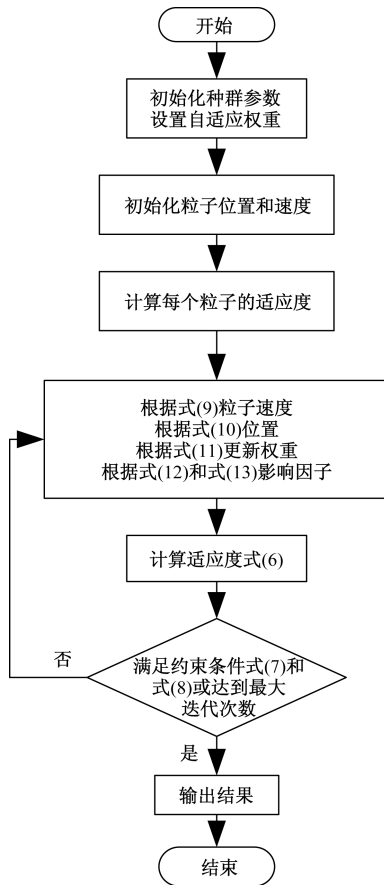 开始
初始化种群参数
设置自适应权重
初始化粒子位置和速度
计算每个粒子的适应度
根据式(9)粒子速度
根据式(10)位置
根据式(11)更新权重
根据式(12)和式(13)影响因子
计算适应度式(6)
否
满足约束条件式(7)和
式(8)或达到最大
迭代次数
是
输出结果
结束